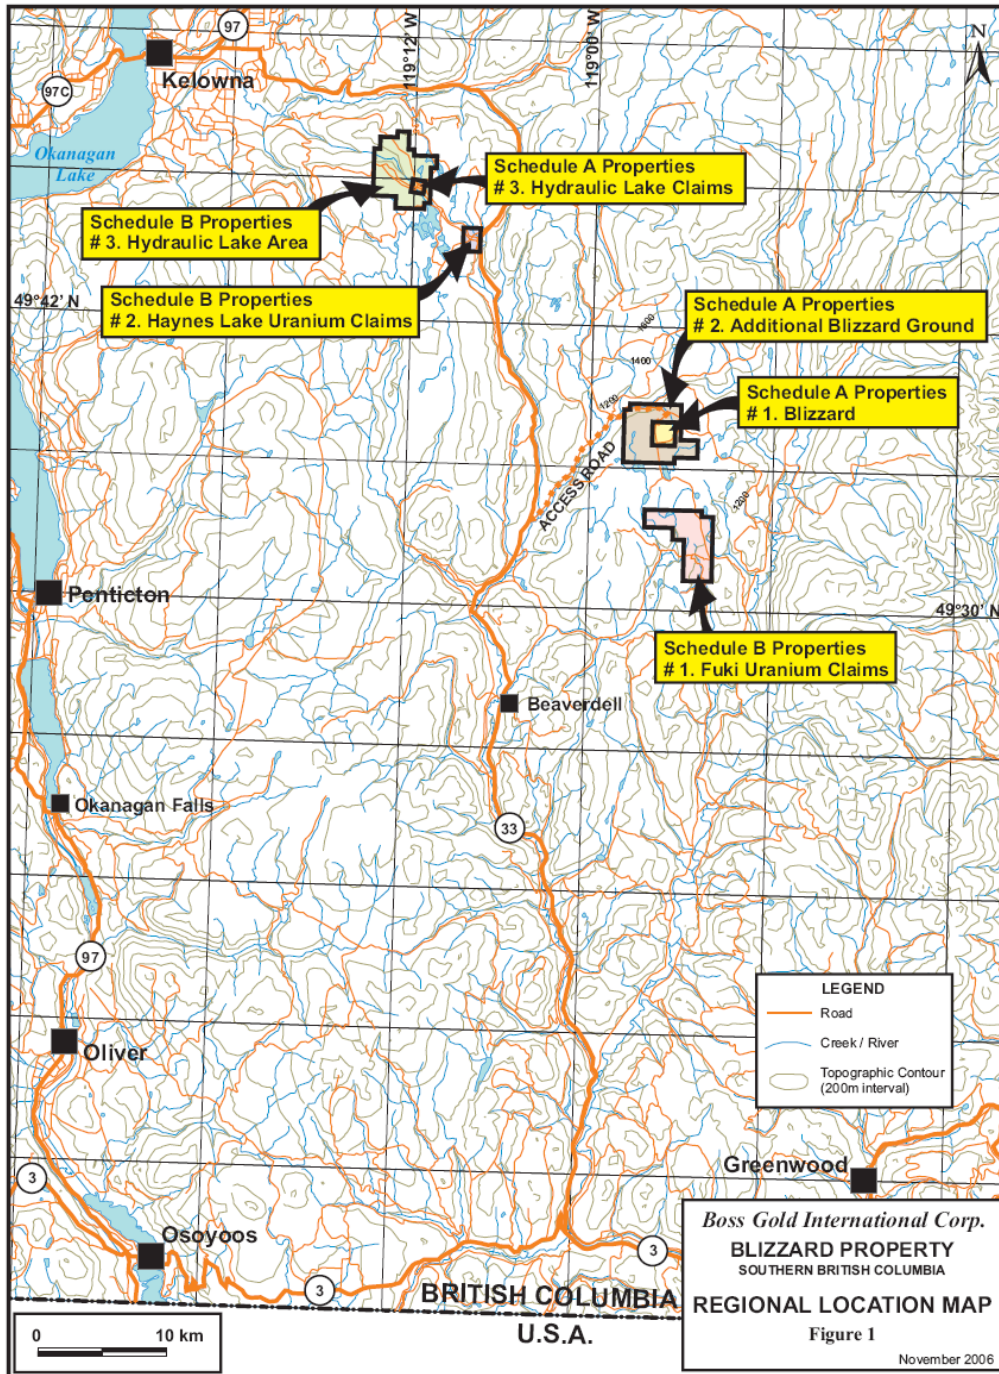 97
Kelowna
119°12' W
119°00' W
N
97C
Okanagan
Lake
Schedule A Properties
# 3. Hydraulic Lake Claims
Schedule B Properties
# 3. Hydraulic Lake Area
Schedule B Properties
# 2. Haynes Lake Uranium Claims
49°42' N
Schedule A Properties
# 2. Additional Blizzard Ground
1600
1400
1200
Schedule A Properties
# 1. Blizzard
ACCESS ROAD
1200
Penticton
49°30' N
Schedule B Properties
# 1. Fuki Uranium Claims
Beaverdell
Okanagan Falls
33
97
Oliver
LEGEND
Road
Creek / River
Topographic Contour
(200m interval)
3
Greenwood
Osoyoos
3
3
BRITISH COLUMBIA
U.S.A.
Boss Gold International Corp.
BLIZZARD PROPERTY
SOUTHERN BRITISH COLUMBIA
REGIONAL LOCATION MAP
Figure 1
November 2006
0 10 km